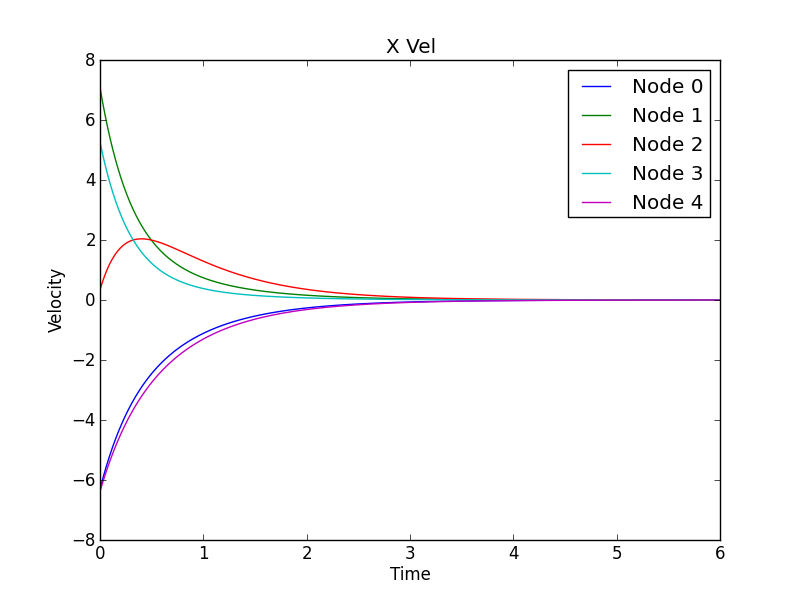 X Vel
8
6
4
2
0
−2
−4
−6
−8
Velocity
Node 0
Node 1
Node 2
Node 3
Node 4
0 1 2 3 4 5 6
Time